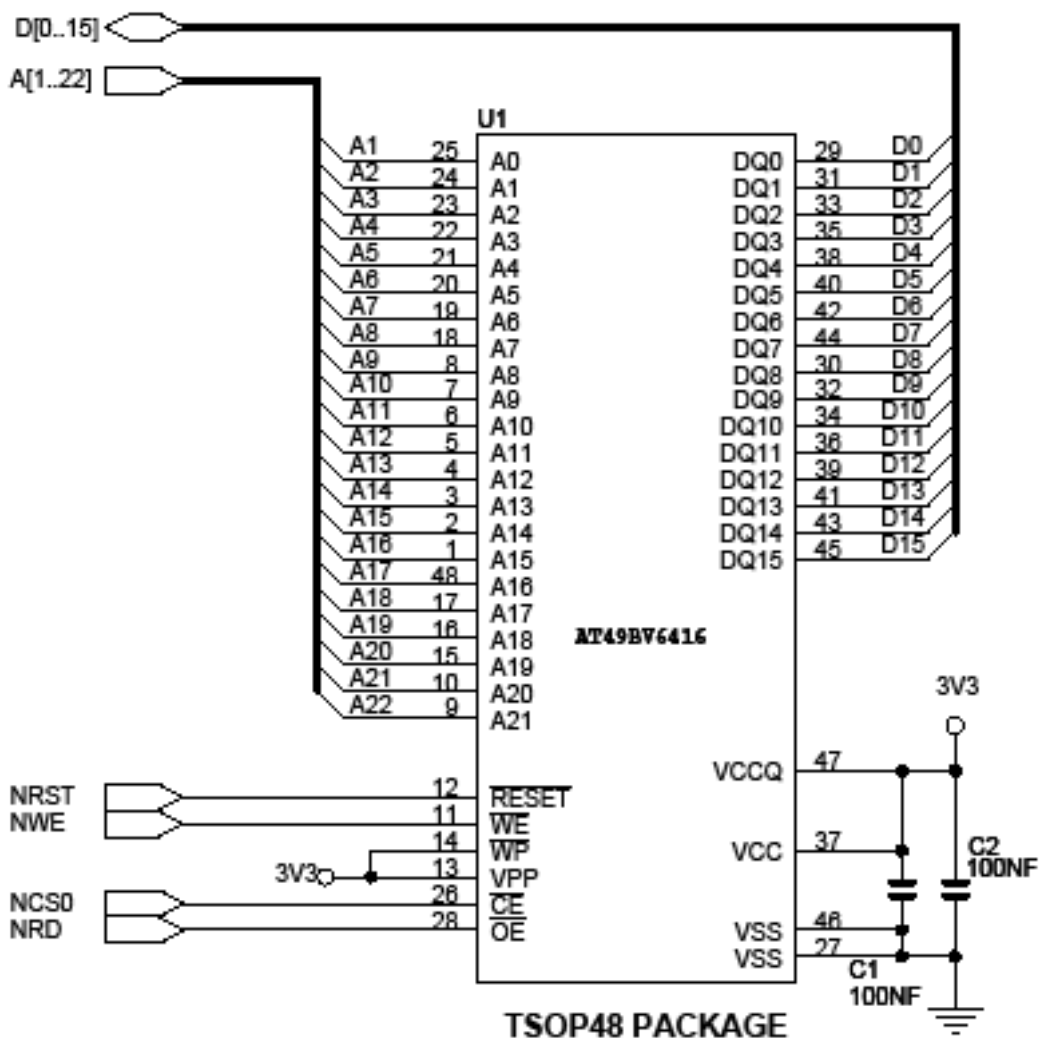 D[0..15]
A[1..22]
U1
A1 25 A0 DQ0 29 D0
A2 24 A1 DQ1 31 D1
A3 23 A2 DQ2 33 D2
A4 22 A3 DQ3 35 D3
A5 21 A4 DQ4 38 D4
A6 20 A5 DQ5 40 D5
A7 19 A6 DQ6 42 D6
A8 18 A7 DQ7 44 D7
A9 8 A8 DQ8 30 D8
A10 7 A9 DQ9 32 D9
A11 6 A10 DQ10 34 D10
A12 5 A11 DQ11 36 D11
A13 4 A12 DQ12 39 D12
A14 3 A13 DQ13 41 D13
A15 2 A14 DQ14 43 D14
A16 1 A15 DQ15 45 D15
A17 48 A16
A18 17 A17
A19 16 A18
A20 15 A19
A21 10 A20
A22 9 A21
AT49BV6416
3V3
VCCQ 47
NRST 12 RESET
NWE 11 WE
14 WP
VCC 37
3V3 13 VPP
C2
100NF
NCS0 26 CE
NRD 28 OE
VSS 46
VSS 27
C1
100NF
TSOP48 PACKAGE